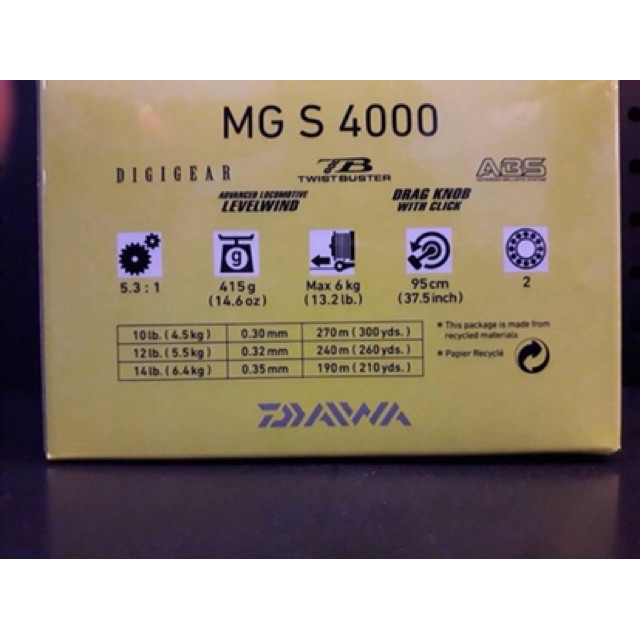 MG S 4000
DIGIGEAR TB ABS
TWISTBUSTER
ADVANCED LOCOMOTIVE DRAG KNOB
LEVELWIND WITH CLICK
g
5.3 : 1 415g Max 6 kg 95cm 2
(14.6oz) (13.2lb.) (37.5inch)
10lb. (4.5kg) 0.30mm 270m (300yds.)
12lb. (5.5kg) 0.32mm 240m (260yds.)
14lb. (6.4kg) 0.35mm 190m (210yds.)
* This package is made from
recycled materials
* Papier Recyclé
DAIWA